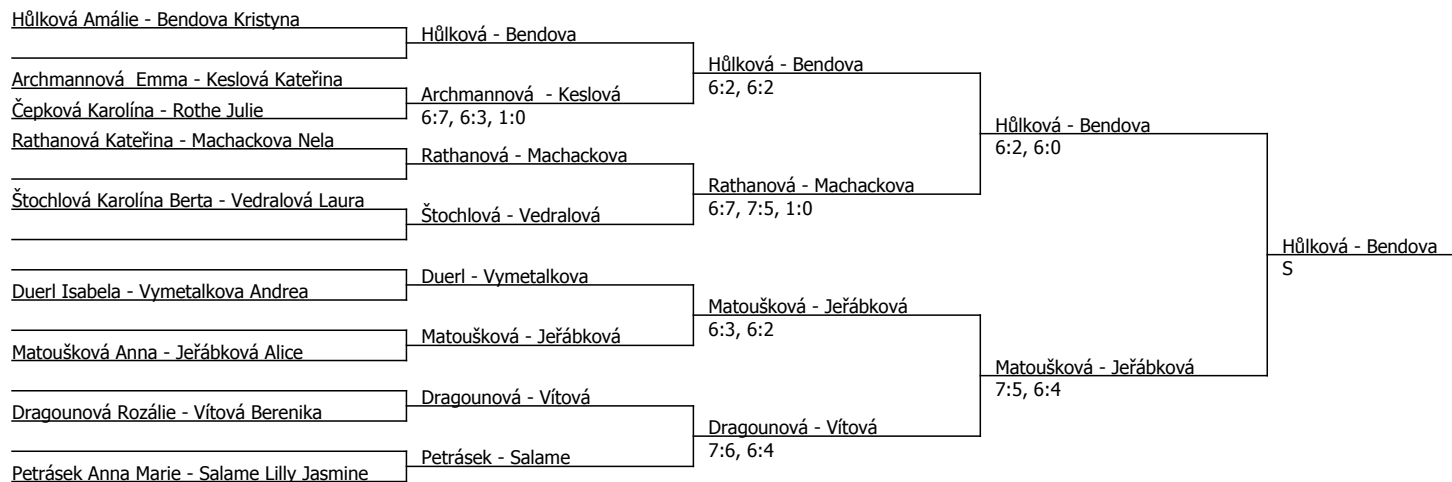 Hůlková Amálie - Bendova Kristyna
Archmannová  Emma - Keslová Kateřina
Čepková Karolína - Rothe Julie
Rathanová Kateřina - Machackova Nela
Štochlová Karolína Berta - Vedralová Laura
Duerl Isabela - Vymetalkova Andrea
Matoušková Anna - Jeřábková Alice
Dragounová Rozálie - Vítová Berenika
Petrásek Anna Marie - Salame Lilly Jasmine
Hůlková - Bendova
Archmannová  - Keslová
6:7, 6:3, 1:0
Rathanová - Machackova
Štochlová - Vedralová
Duerl - Vymetalkova
Matoušková - Jeřábková
Dragounová - Vítová
Petrásek - Salame
Hůlková - Bendova
6:2, 6:2
Rathanová - Machackova
6:7, 7:5, 1:0
Matoušková - Jeřábková
6:3, 6:2
Dragounová - Vítová
7:6, 6:4
Hůlková - Bendova
6:2, 6:0
Matoušková - Jeřábková
7:5, 6:4
Hůlková - Bendova
S